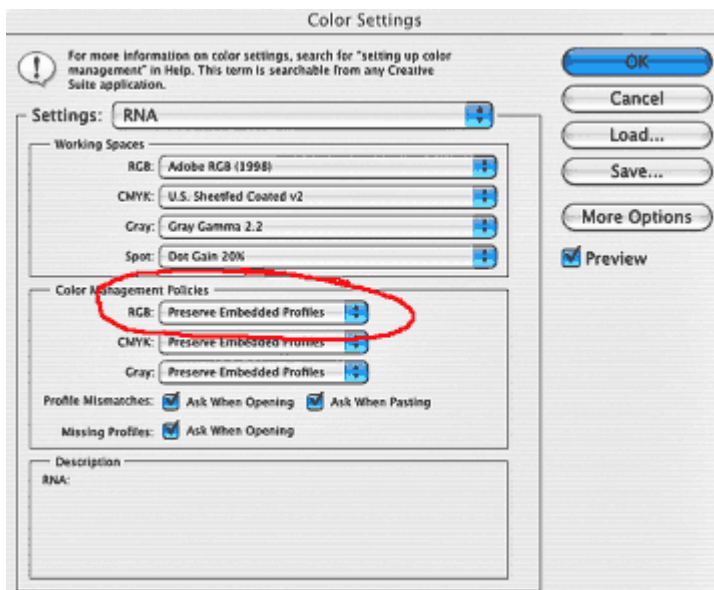 Color Settings
For more information on color settings, search for "setting up color
management" in Help. This term is searchable from any Creative
Suite application.
OK
Cancel
Load...
Save...
More Options
Preview
Settings: RNA
Working Spaces
RGB: Adobe RGB (1998)
CMYK: U.S. Sheetfed Coated v2
Gray: Gray Gamma 2.2
Spot: Dot Gain 20%
Color Management Policies
RGB: Preserve Embedded Profiles
CMYK: Preserve Embedded Profiles
Gray: Preserve Embedded Profiles
Profile Mismatches: Ask When Opening Ask When Pasting
Missing Profiles: Ask When Opening
Description
RNA: